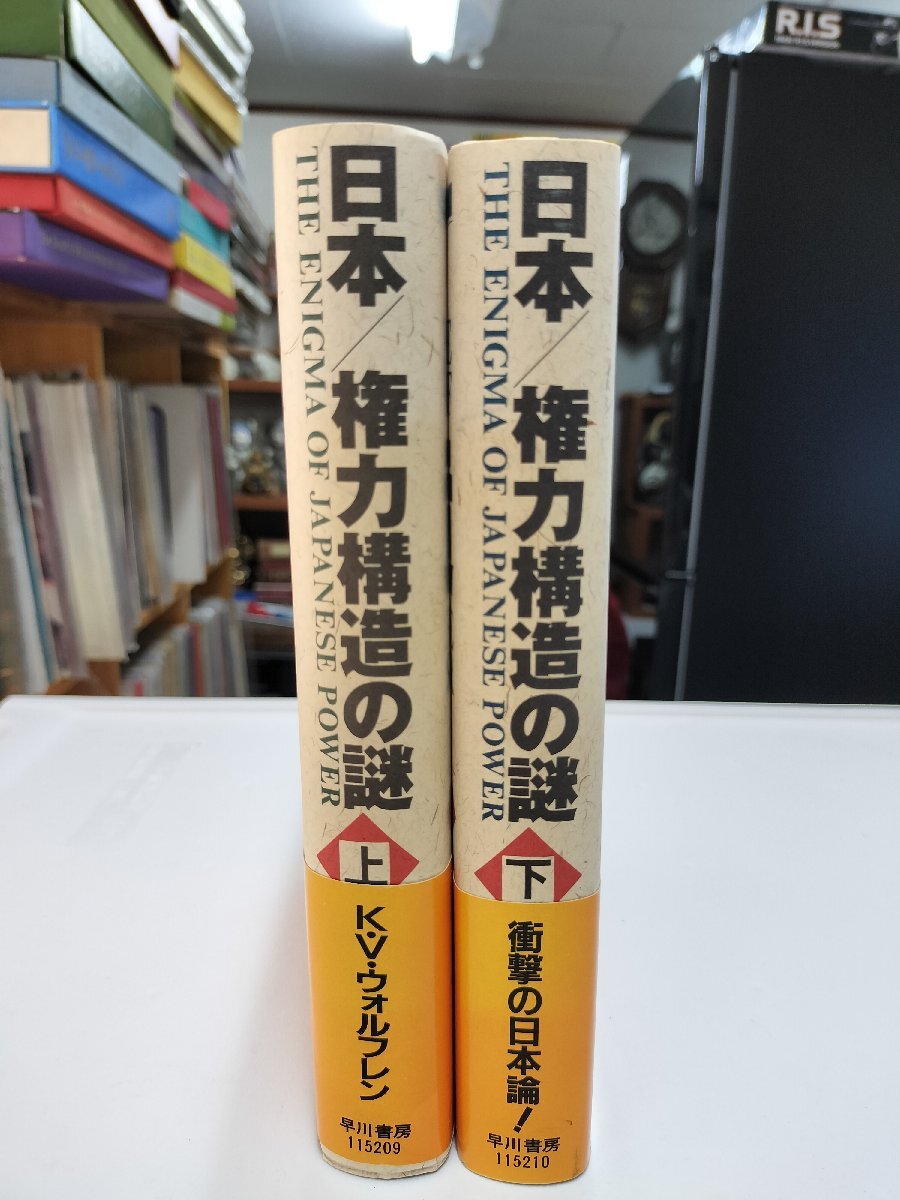 R.I.S
日本/権力構造の謎
THE ENIGMA OF JAPANESE POWER
上
K・V・ウォルフレン
早川書房
115209
日本/権力構造の謎
THE ENIGMA OF JAPANESE POWER
下
衝撃の日本論!
早川書房
115210